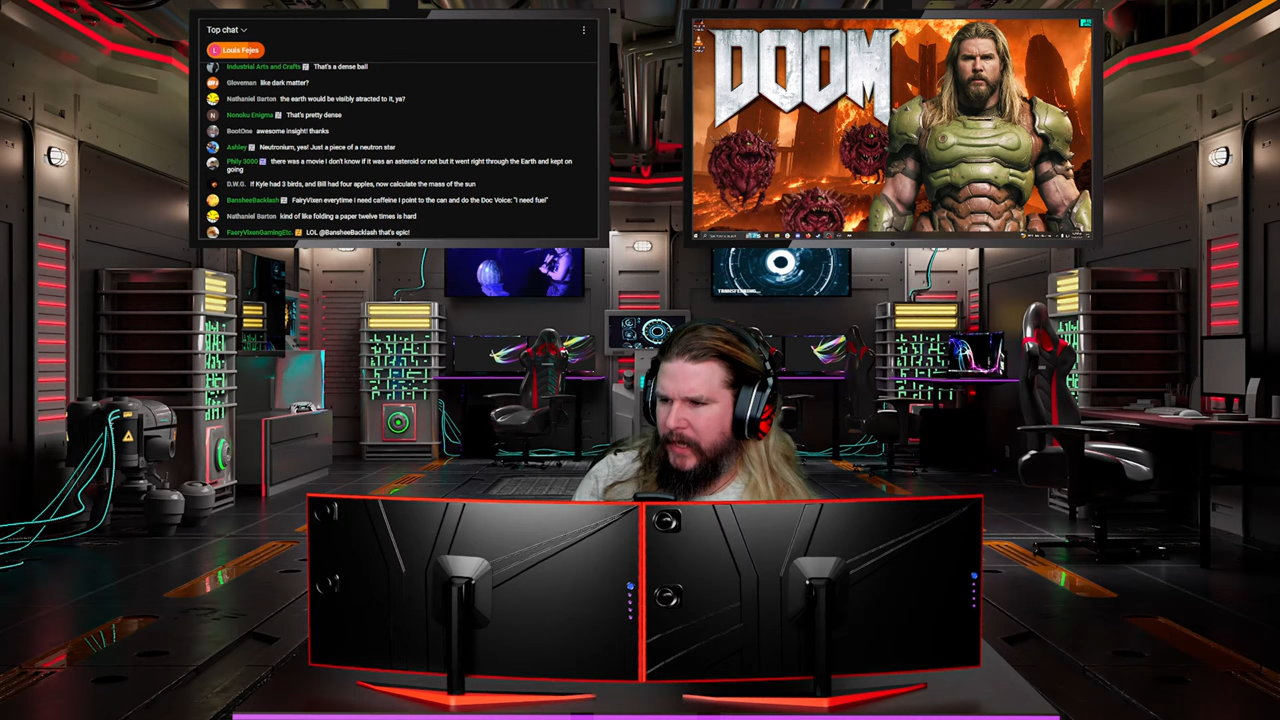 Top chat
L Louis Fejes
Industrial Arts and Crafts That's a dense ball
Gloveman like dark matter?
Nathaniel Barton the earth would be visibly attracted to it, ya?
N Nonoku Enigma That's pretty dense
BootOne awesome insight! thanks
Ashley Neutronium, yes! Just a piece of a neutron star
Phily 3000 there was a movie I don't know if it was an asteroid or not but it went right through the Earth and kept on
going
D.W.G. If Kyle had 3 birds, and Bill had four apples, now calculate the mass of the sun
BansheeBacklash FairyVixen everytime I need caffeine I point to the can and do the Doc Voice: "I need fuel"
Nathaniel Barton kind of like folding a paper twelve times is hard
FaeryVixenGamingEtc. LOL @BansheeBacklash that's epic!
DOOM
TRANSFERRING...